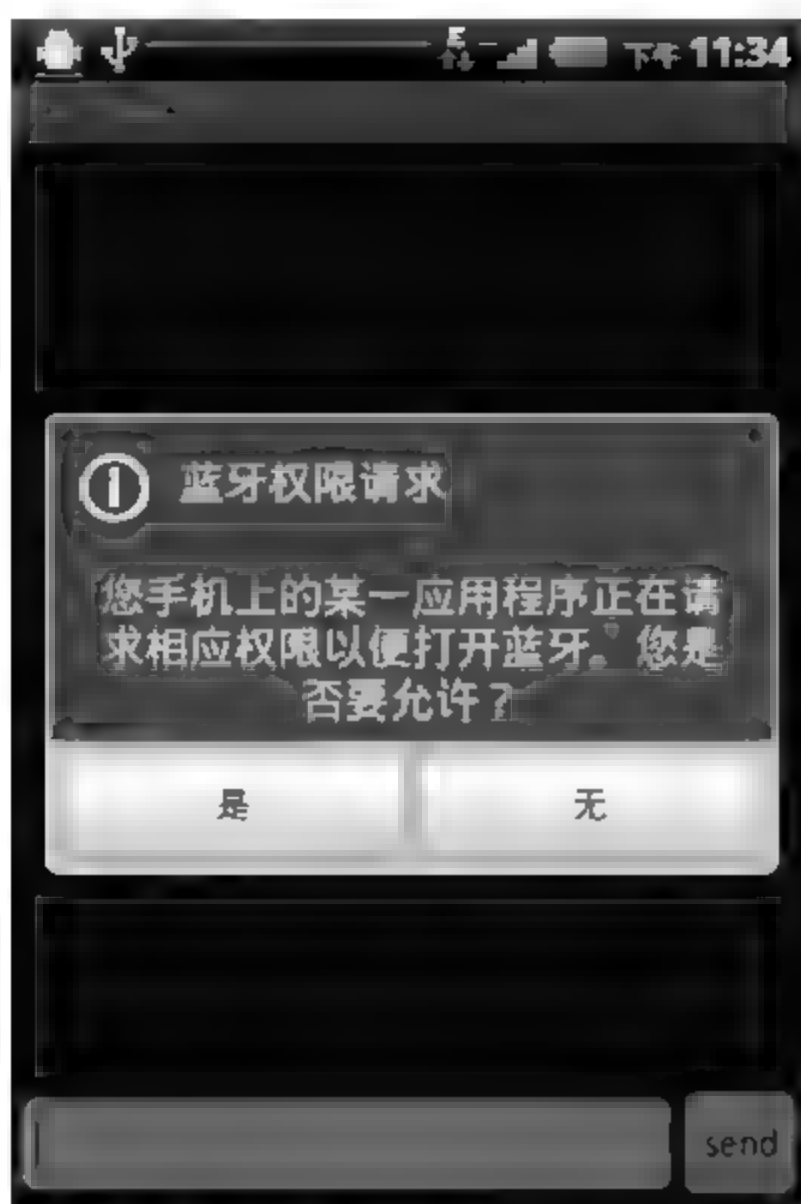 E
下午 11:34
蓝牙权限请求
您手机上的某一应用程序正在请
求相应权限以便打开蓝牙。您是
否要允许？
是
无
send